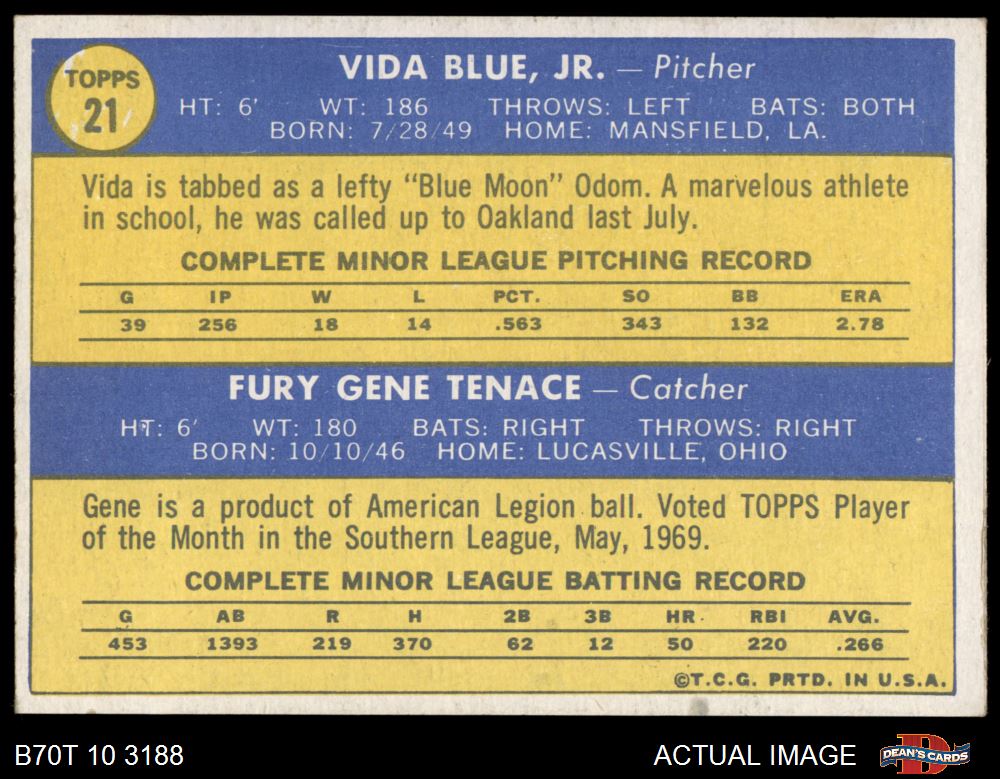 TOPPS
21
VIDA BLUE, JR. — Pitcher
HT: 6' WT: 186 THROWS: LEFT BATS: BOTH
BORN: 7/28/49 HOME: MANSFIELD, LA.
Vida is tabbed as a lefty "Blue Moon" Odom. A marvelous athlete
in school, he was called up to Oakland last July.
COMPLETE MINOR LEAGUE PITCHING RECORD
G IP W L PCT. SO BB ERA
39 256 18 14 .563 343 132 2.78
FURY GENE TENACE — Catcher
HT: 6' WT: 180 BATS: RIGHT THROWS: RIGHT
BORN: 10/10/46 HOME: LUCASVILLE, OHIO
Gene is a product of American Legion ball. Voted TOPPS Player
of the Month in the Southern League, May, 1969.
COMPLETE MINOR LEAGUE BATTING RECORD
G AB R H 2B 3B HR RBI AVG.
453 1393 219 370 62 12 50 220 .266
©T.C.G. PRTD. IN U.S.A.
B70T 10 3188 ACTUAL IMAGE D DEAN'S CARDS